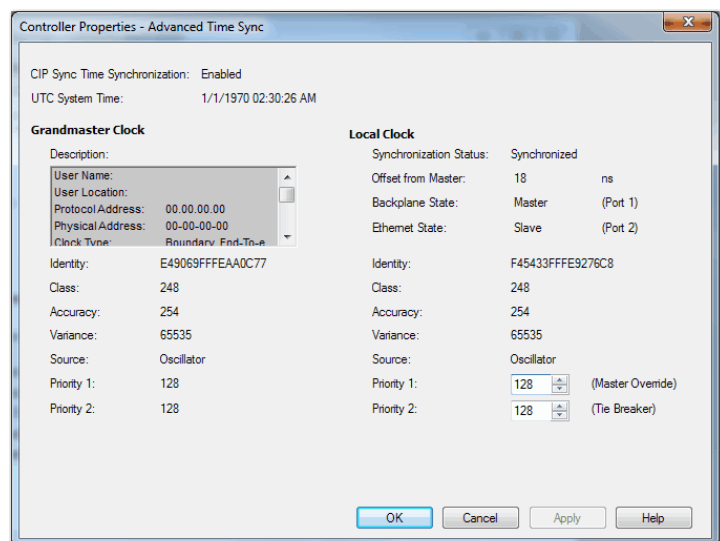 Controller Properties - Advanced Time Sync
X
CIP Sync Time Synchronization: Enabled
UTC System Time: 1/1/1970 02:30:26 AM
Grandmaster Clock
Description:
User Name:
User Location:
Protocol Address: 00.00.00.00
Physical Address: 00-00-00-00
Clock Type: Boundary End-To-e
Identity: E49069FFFEAA0C77
Class: 248
Accuracy: 254
Variance: 65535
Source: Oscillator
Priority 1: 128
Priority 2: 128
Local Clock
Synchronization Status: Synchronized
Offset from Master: 18 ns
Backplane State: Master (Port 1)
Ethernet State: Slave (Port 2)
Identity: F45433FFFE9276C8
Class: 248
Accuracy: 254
Variance: 65535
Source: Oscillator
Priority 1: 128 (Master Override)
Priority 2: 128 (Tie Breaker)
OK Cancel Apply Help